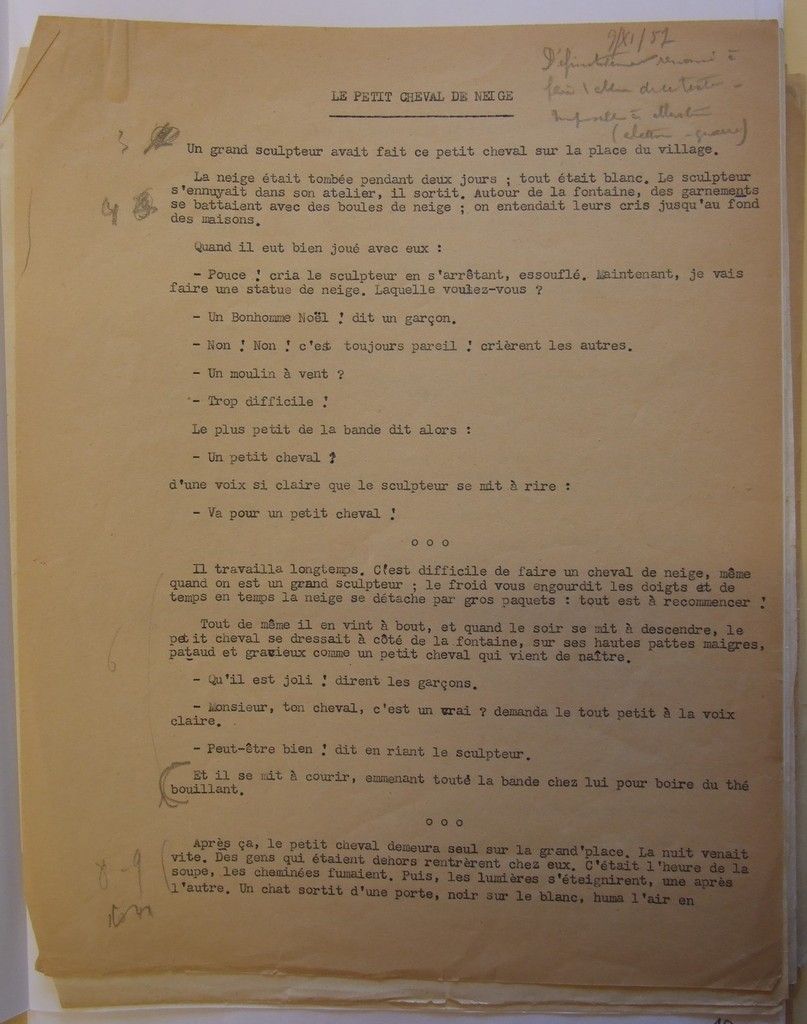 9/XI/57
LE PETIT CHEVAL DE NEIGE
3
Un grand sculpteur avait fait ce petit cheval sur la place du village.
La neige était tombée pendant deux jours ; tout était blanc. Le sculpteur
s'ennuyait dans son atelier, il sortit. Autour de la fontaine, des garnements
4
se battaient avec des boules de neige ; on entendait leurs cris jusqu'au fond
des maisons.
Quand il eut bien joué avec eux :
- Pouce ! cria le sculpteur en s'arrêtant, essouflé. Maintenant, je vais
faire une statue de neige. Laquelle voulez-vous ?
- Un Bonhomme Noël ! dit un garçon.
- Non ! Non ! c'est toujours pareil ! crièrent les autres.
- Un moulin à vent ?
- Trop difficile !
Le plus petit de la bande dit alors :
- Un petit cheval ?
d'une voix si claire que le sculpteur se mit à rire :
- Va pour un petit cheval !
o o o
Il travailla longtemps. C'est difficile de faire un cheval de neige, même
quand on est un grand sculpteur ; le froid vous engourdit les doigts et de
temps en temps la neige se détache par gros paquets : tout est à recommencer !
Tout de même il en vint à bout, et quand le soir se mit à descendre, le
petit cheval se dressait à côté de la fontaine, sur ses hautes pattes maigres,
6
pataud et gracieux comme un petit cheval qui vient de naître.
- Qu'il est joli ! dirent les garçons.
- Monsieur, ton cheval, c'est un vrai ? demanda le tout petit à la voix
claire.
- Peut-être bien ! dit en riant le sculpteur.
Et il se mit à courir, emmenant toute la bande chez lui pour boire du thé
bouillant.
o o o
Après ça, le petit cheval demeura seul sur la grand'place. La nuit venait
vite. Des gens qui étaient dehors rentrèrent chez eux. C'était l'heure de la
8-9
soupe, les cheminées fumaient. Puis, les lumières s'éteignirent, une après
l'autre. Un chat sortit d'une porte, noir sur le blanc, huma l'air en